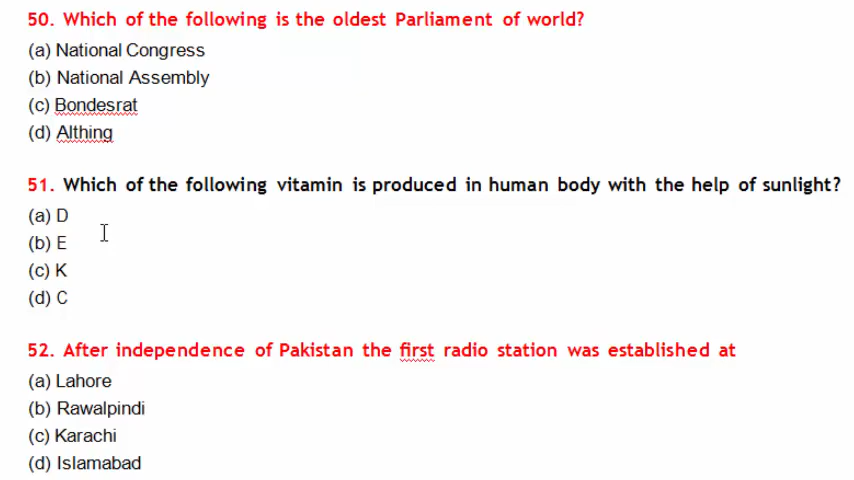 50. Which of the following is the oldest Parliament of world?
(a) National Congress
(b) National Assembly
(c) Bondesrat
(d) Althing
51. Which of the following vitamin is produced in human body with the help of sunlight?
(a) D
(b) E
(c) K
(d) C
52. After independence of Pakistan the first radio station was established at
(a) Lahore
(b) Rawalpindi
(c) Karachi
(d) Islamabad